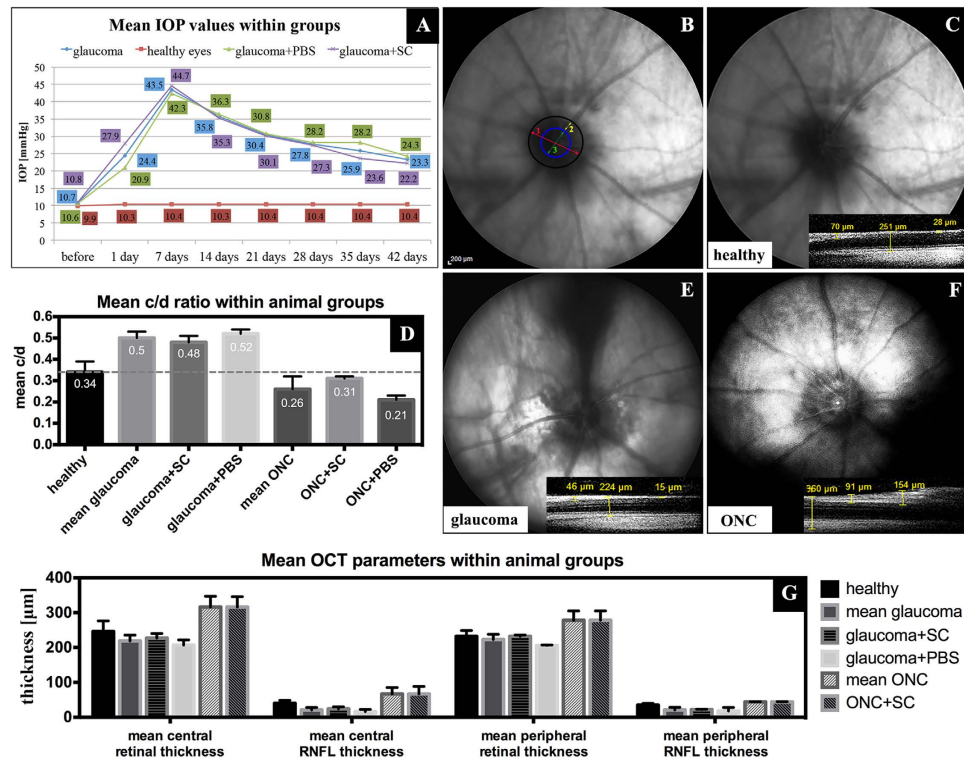 Mean IOP values within groups
A
glaucoma healthy eyes glaucoma+PBS glaucoma+SC
IOP [mmHg]
50
45
40
35
30
25
20
15
10
5
0
10.8
10.7
10.6
9.9
27.9
24.4
20.9
10.3
43.5
44.7
42.3
10.4
36.3
35.8
35.3
10.3
21.8
30.4
30.1
10.4
28.2
27.8
27.3
10.4
28.2
25.9
23.6
10.4
24.3
23.3
22.2
10.4
before 1 day 7 days 14 days 21 days 28 days 35 days 42 days
B
1
2
3
200 µm
C
healthy
70 µm 251 µm 28 µm
Mean c/d ratio within animal groups
D
mean c/d
0.6
0.5
0.4
0.3
0.2
0.1
0.0
0.34
0.5
0.48
0.52
0.26
0.31
0.21
healthy
mean glaucoma
glaucoma+SC
glaucoma+PBS
mean ONC
ONC+SC
ONC+PBS
E
glaucoma
46 µm 224 µm 15 µm
F
ONC
91 µm 154 µm
Mean OCT parameters within animal groups
G
thickness [µm]
400
300
200
100
0
mean central
retinal thickness
mean central
RNFL thickness
mean peripheral
retinal thickness
mean peripheral
RNFL thickness
healthy
mean glaucoma
glaucoma+SC
glaucoma+PBS
mean ONC
ONC+SC